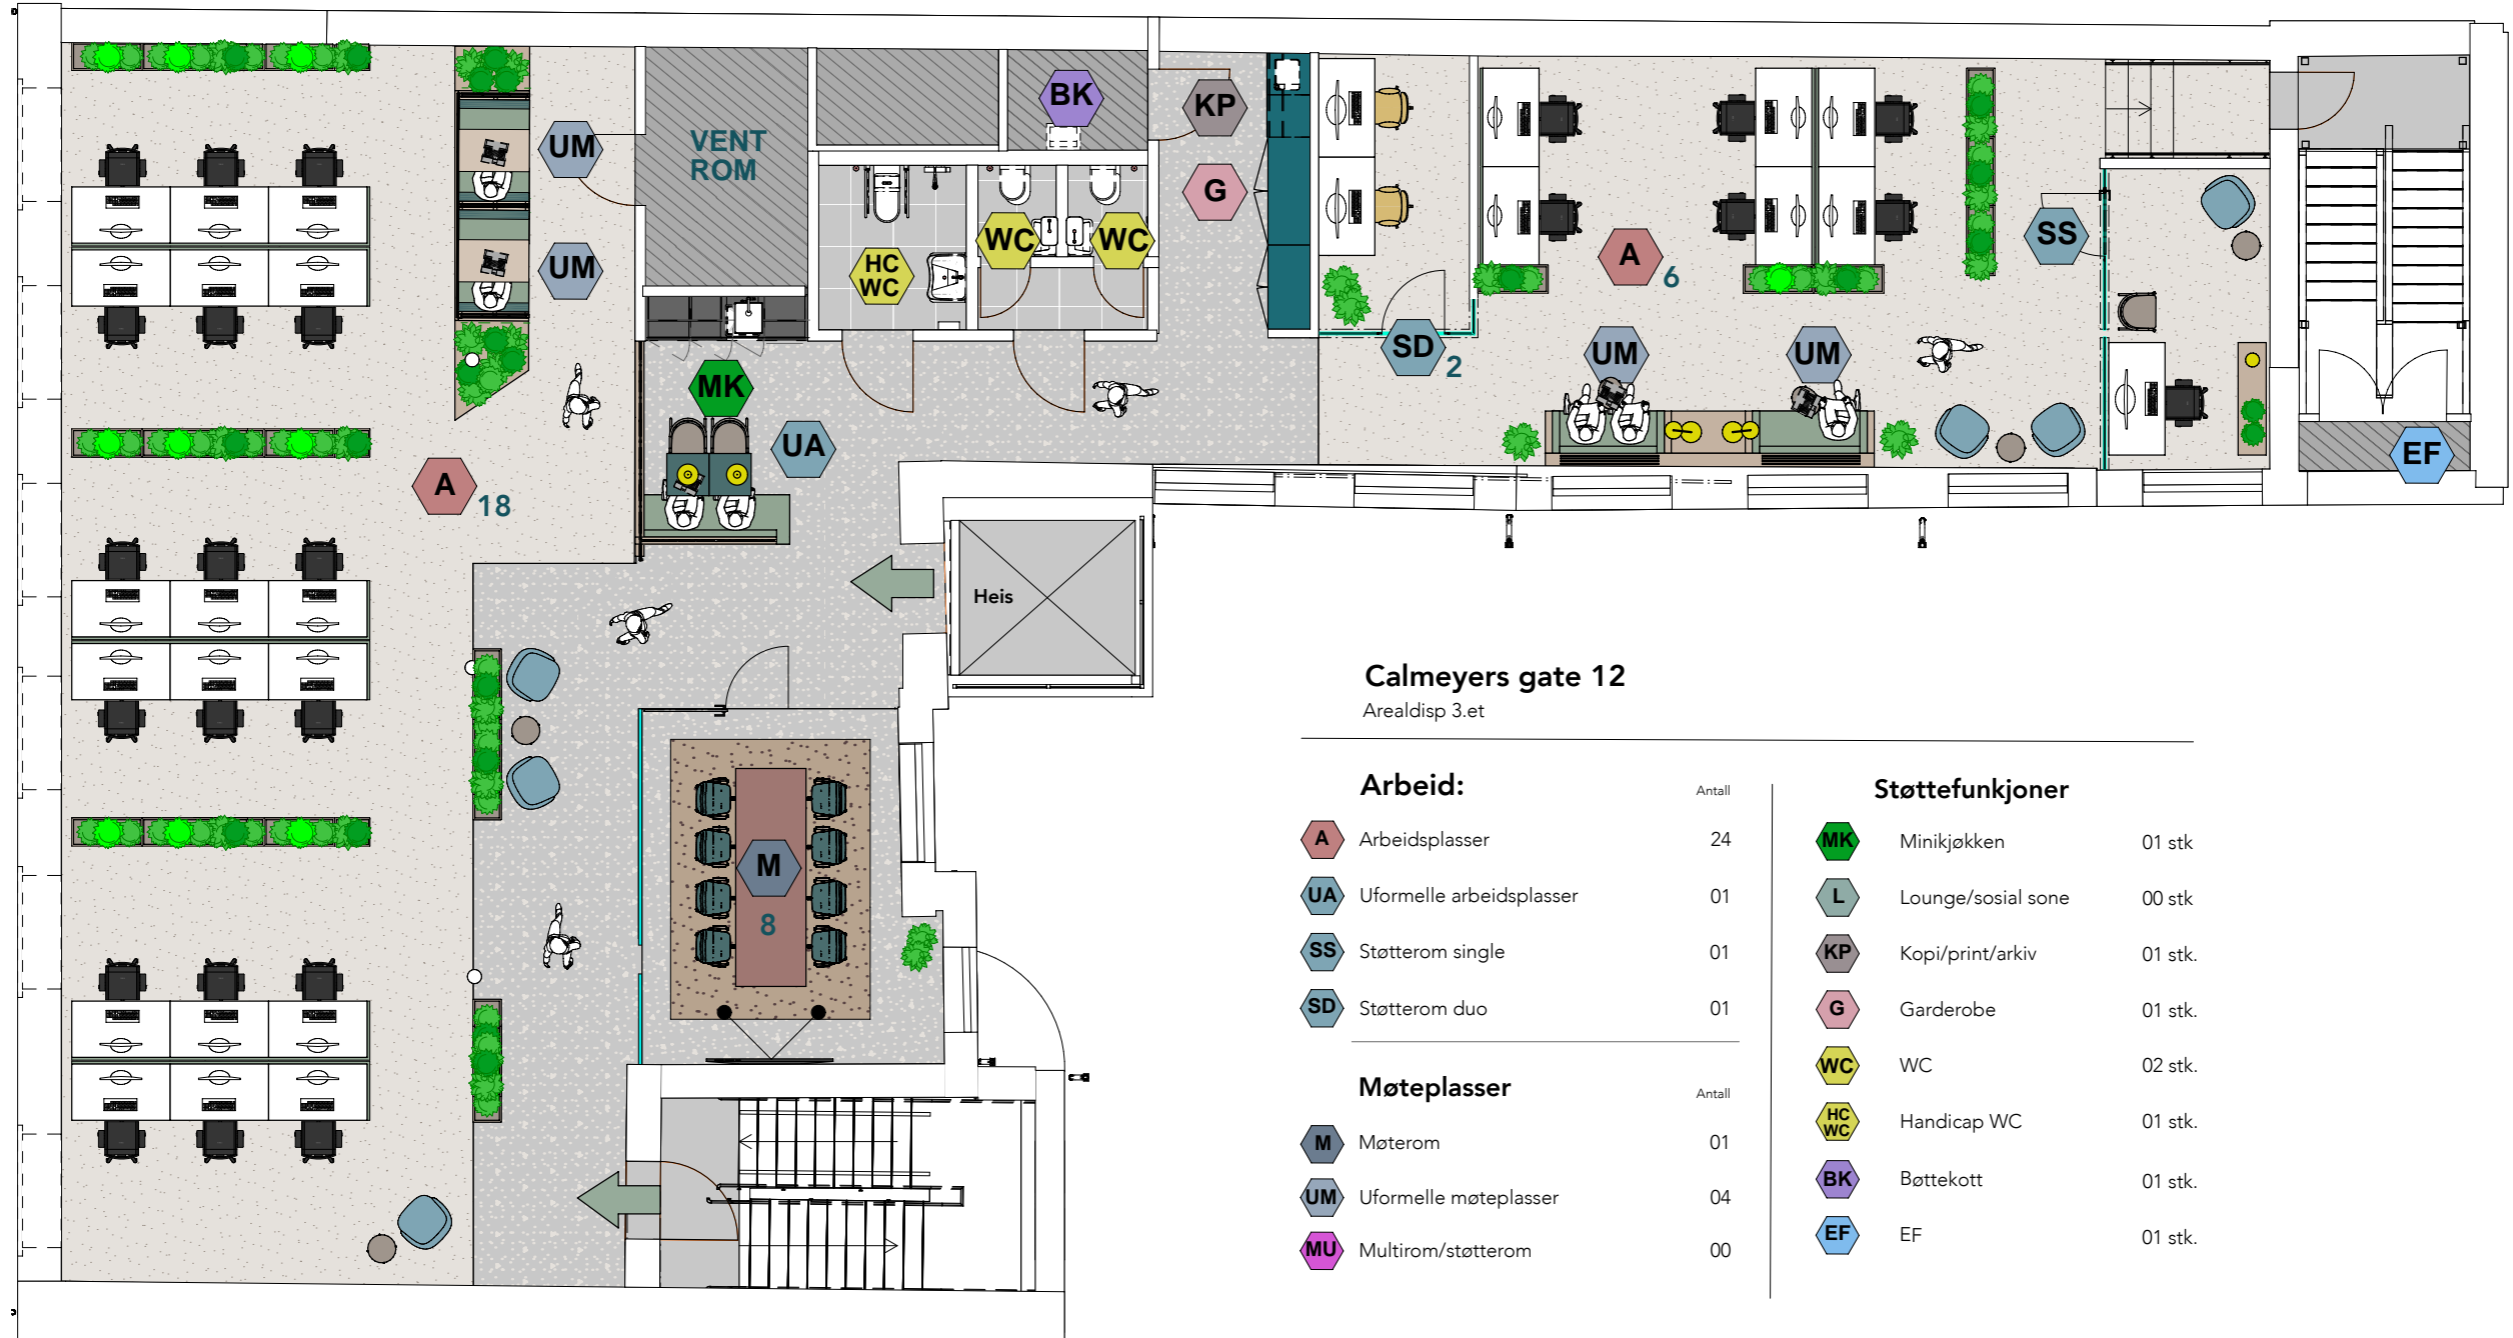 BK
KP
UM
VENT
ROM
G
WC
WC
SS
A
6
UM
HC
WC
SD
2
UM
UM
MK
UA
EF
A
18
Heis
M
8
Calmeyers gate 12
Arealdisp 3.et
Arbeid:
Antall
A Arbeidsplasser 24
UA Uformelle arbeidsplasser 01
SS Støtterom single 01
SD Støtterom duo 01
Møteplasser
Antall
M Møterom 01
UM Uformelle møteplasser 04
MU Multirom/støtterom 00
Støttefunkjoner
MK Minikjøkken 01 stk
L Lounge/sosial sone 00 stk
KP Kopi/print/arkiv 01 stk.
G Garderobe 01 stk.
WC WC 02 stk.
HC
WC Handicap WC 01 stk.
BK Bøttekott 01 stk.
EF EF 01 stk.